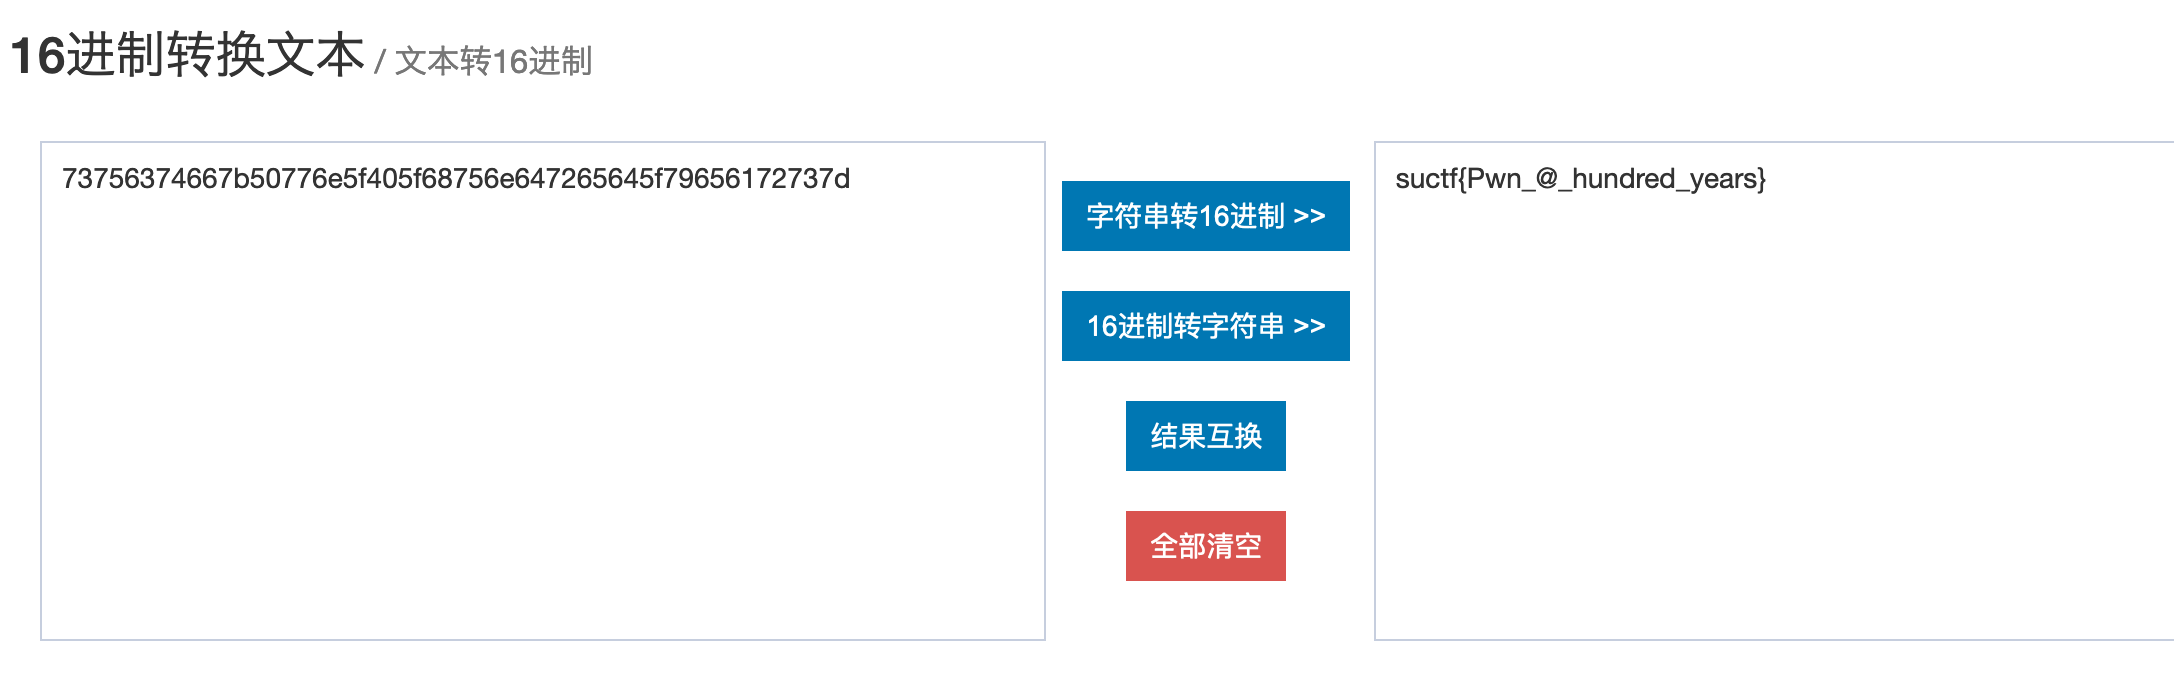 16进制转换文本 / 文本转16进制
73756374667b50776e5f405f68756e647265645f79656172737d
字符串转16进制 >>
16进制转字符串 >>
结果互换
全部清空
suctf{Pwn_@_hundred_years}